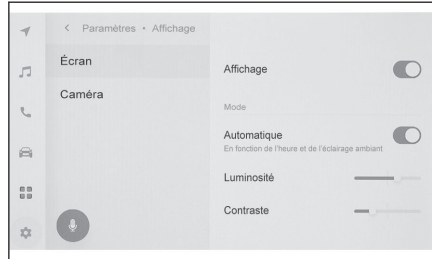 Paramètres • Affichage
Écran
Caméra
Affichage
Mode
Automatique
En fonction de l'heure et de l'éclairage ambiant
Luminosité
Contraste